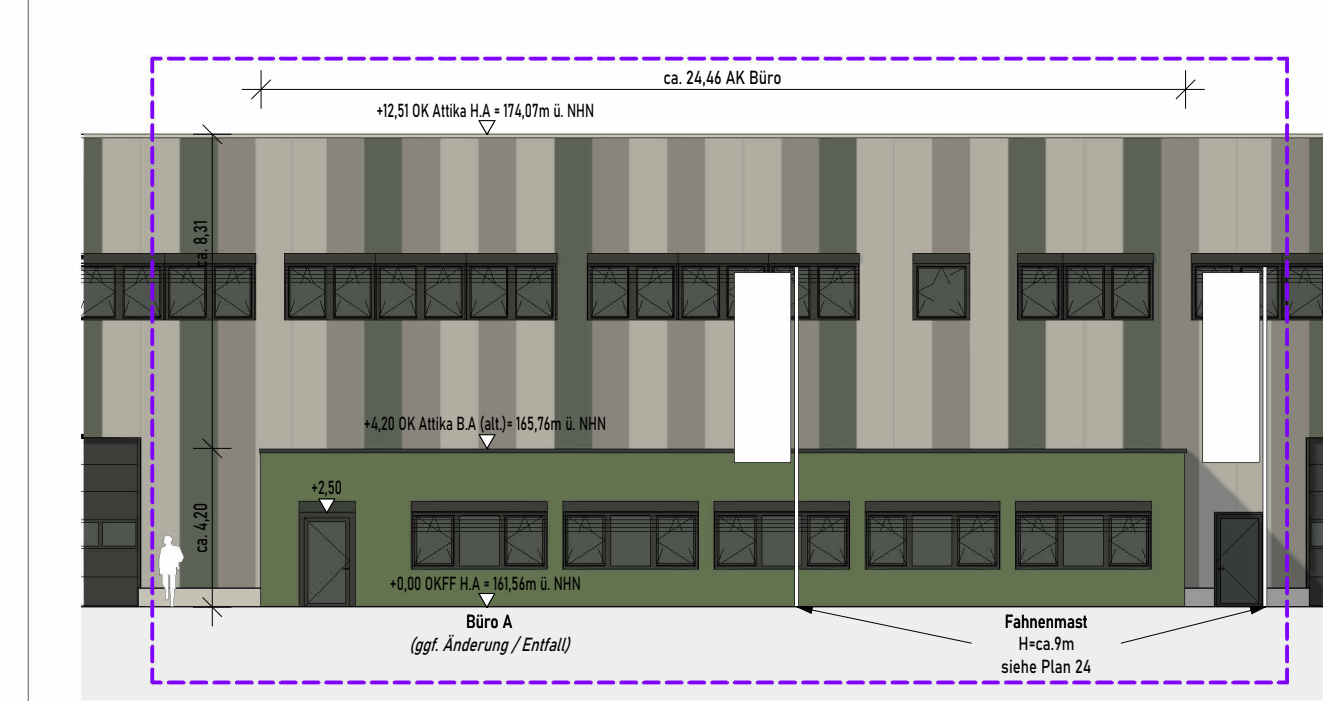 ca. 24,46 AK Büro
+12,51 OK Attika H.A = 174,07m ü. NHN
ca. 8,31
+4,20 OK Attika B.A (alt.)= 165,76m ü. NHN
+2,50
ca. 4,20
+0,00 OKFF H.A = 161,56m ü. NHN
Büro A
(ggf. Änderung / Entfall)
Fahnenmast
H=ca.9m
siehe Plan 24